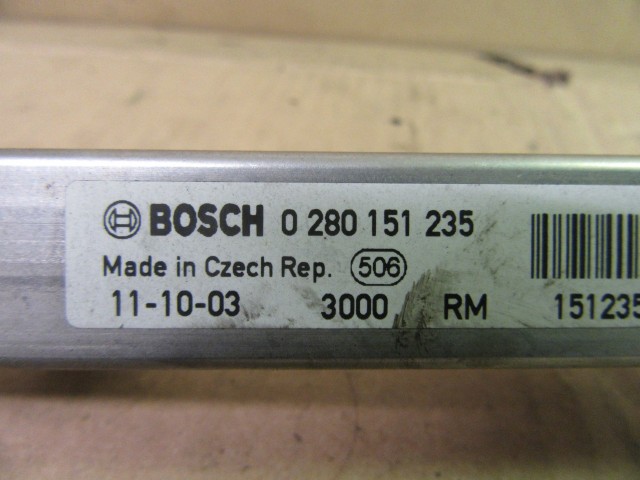 BOSCH 0 280 151 235
Made in Czech Rep. 506
11-10-03 3000 RM 151235